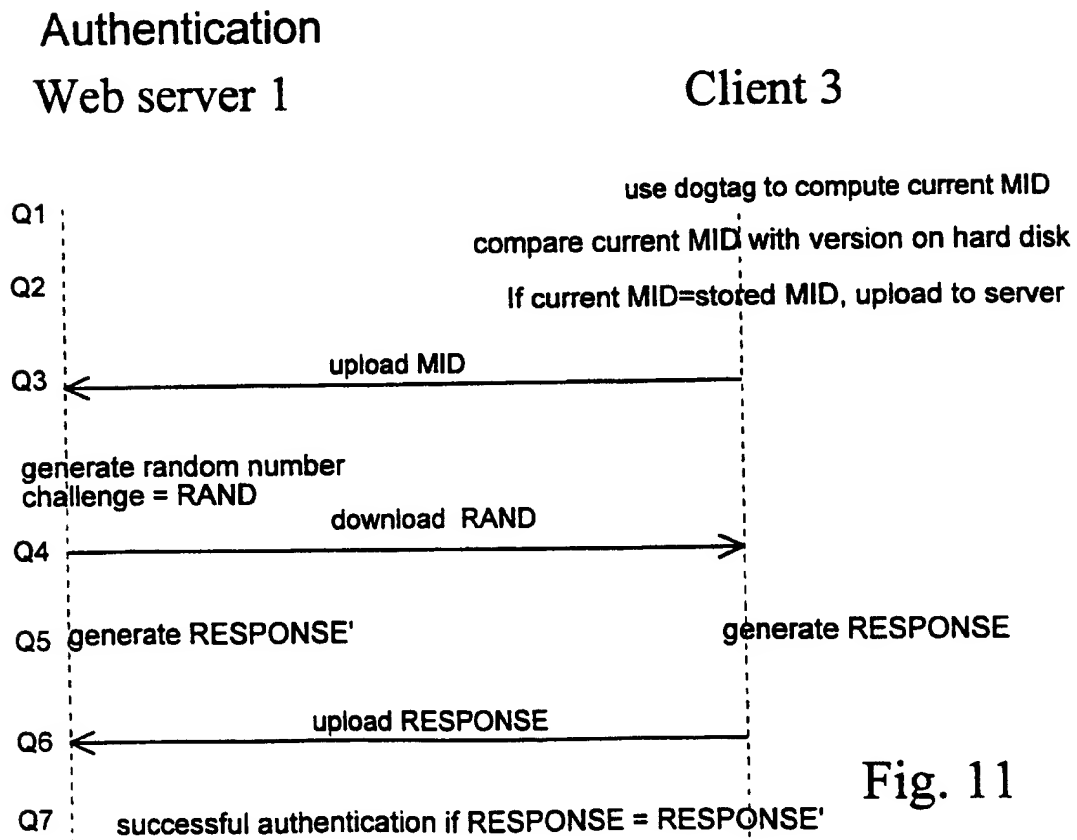 Authentication
Web server 1
Client 3
use dogtag to compute current MID
Q1
compare current MID with version on hard disk
Q2
If current MID=stored MID, upload to server
upload MID
Q3
generate random number
challenge = RAND
download RAND
Q4
Q5 generate RESPONSE'
generate RESPONSE
upload RESPONSE
Q6
Fig. 11
Q7 successful authentication if RESPONSE = RESPONSE'